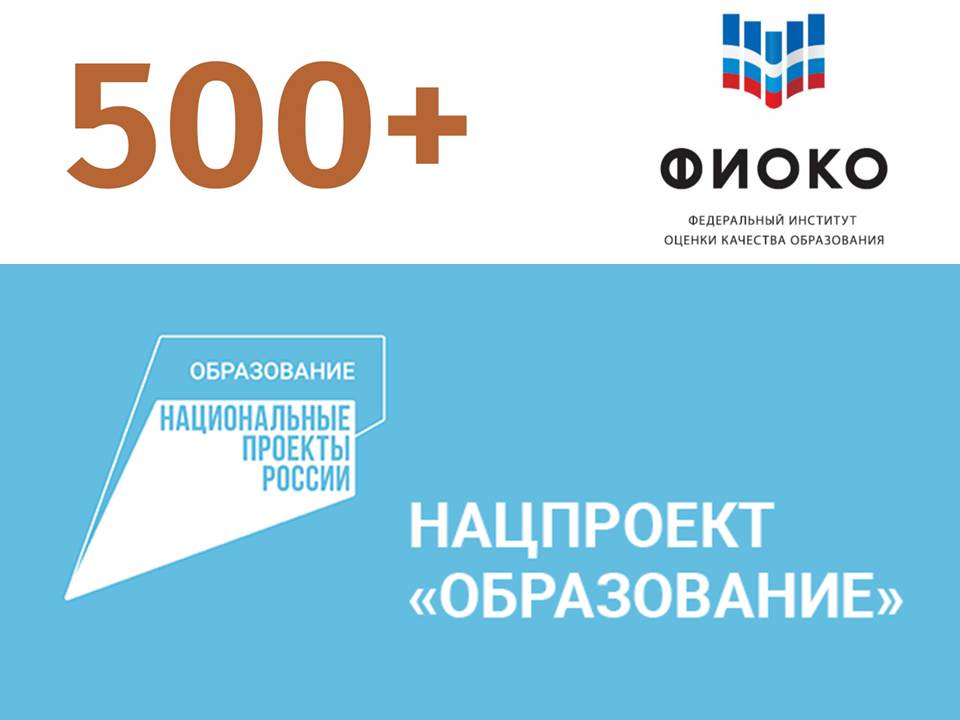 500+
ФИОКО
ФЕДЕРАЛЬНЫЙ ИНСТИТУТ
ОЦЕНКИ КАЧЕСТВА ОБРАЗОВАНИЯ
ОБРАЗОВАНИЕ
НАЦИОНАЛЬНЫЕ
ПРОЕКТЫ
РОССИИ
НАЦПРОЕКТ
«ОБРАЗОВАНИЕ»